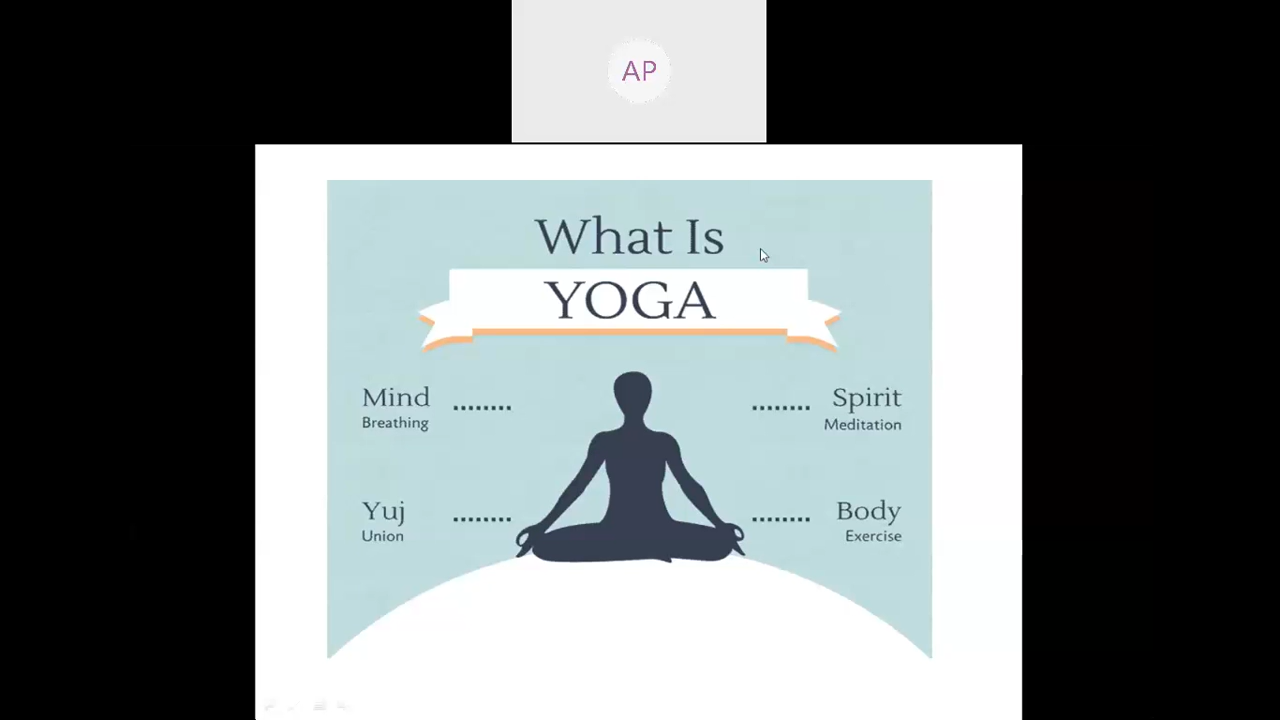 AP
What Is
YOGA
Mind
Breathing
Spirit
Meditation
Yuj
Union
Body
Exercise